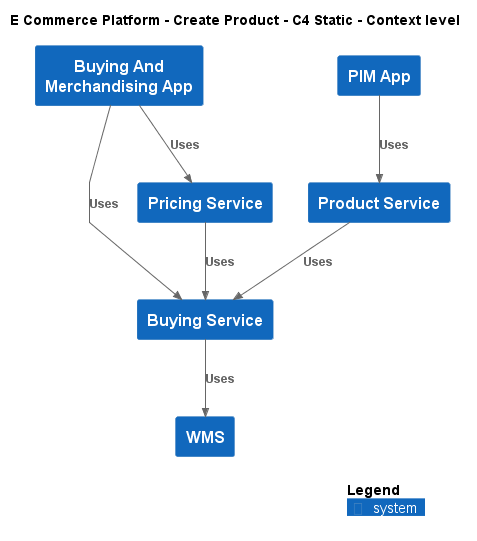 E Commerce Platform - Create Product - C4 Static - Context level
Buying And
Merchandising App
PIM App
Uses
Uses
Uses
Pricing Service
Product Service
Uses
Uses
Buying Service
Uses
WMS
Legend
system